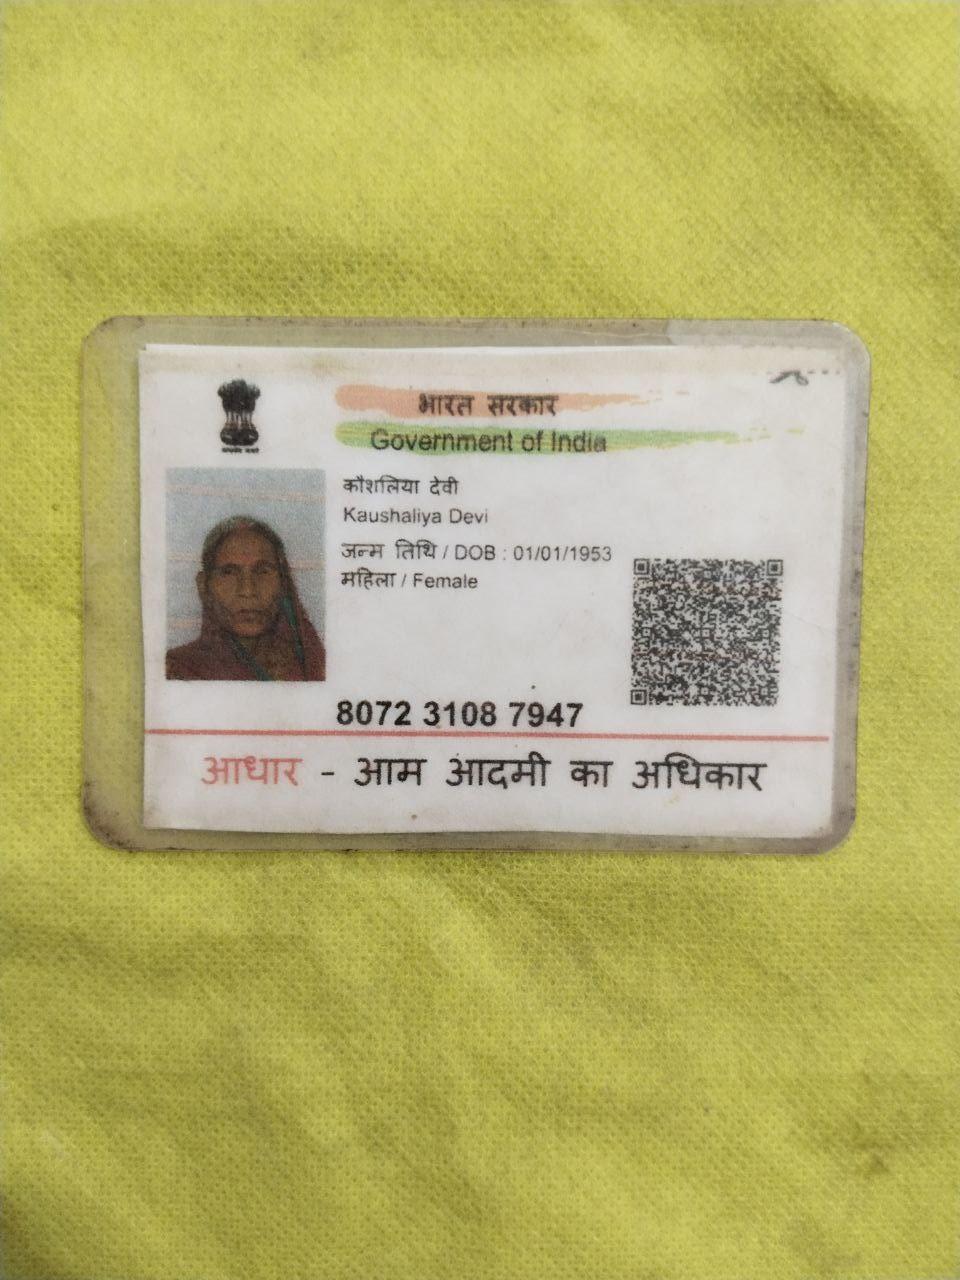 भारत सरकार
Government of India
कौशलिया देवी
Kaushaliya Devi
जन्म तिथि / DOB : 01/01/1953
महिला / Female
8072 3108 7947
आधार - आम आदमी का अधिकार